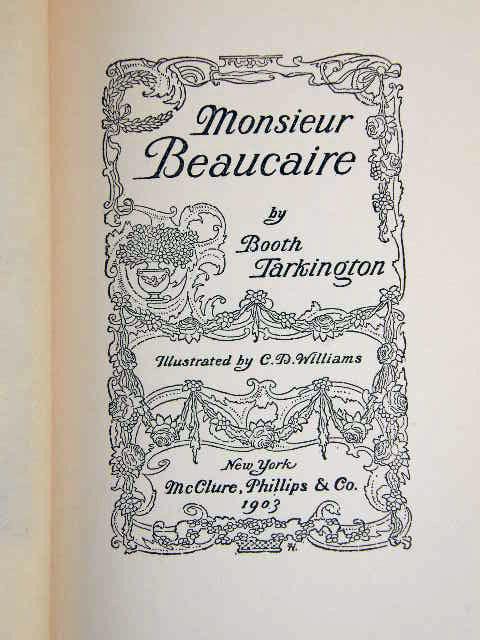 Monsieur
Beaucaire
by
Booth
Tarkington
Illustrated by C. D. Williams
New York
McClure, Phillips & Co.
1903